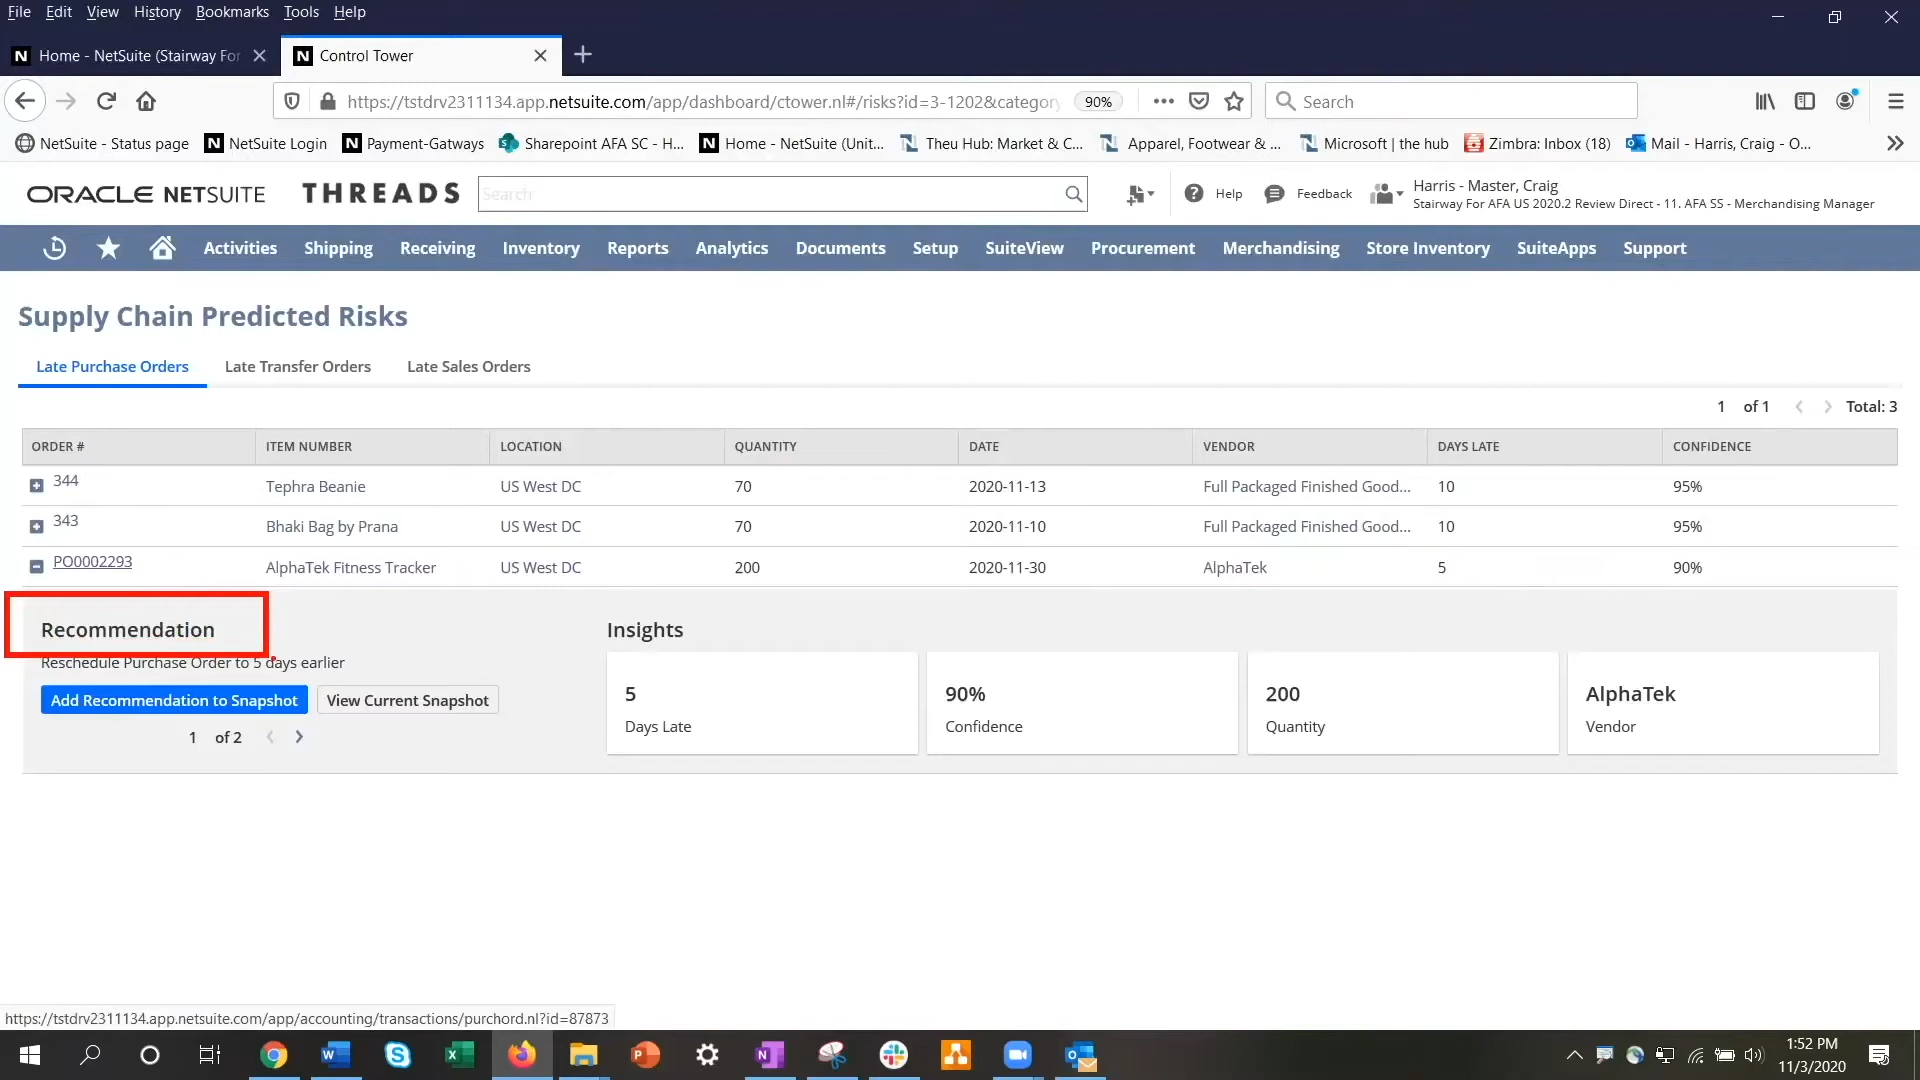 File Edit View History Bookmarks Tools Help
Home - NetSuite (Stairway For
Control Tower
https://tstdrv2311134.app.netsuite.com/app/dashboard/ctower.nl#/risks?id=3-1202&category
90%
Search
NetSuite - Status page
NetSuite Login
Payment-Gatways
Sharepoint AFA SC - H...
Home - NetSuite (Unit...
Theu Hub: Market & C...
Apparel, Footwear & ...
Microsoft | the hub
Zimbra: Inbox (18)
Mail - Harris, Craig - O...
ORACLE NETSUITE
THREADS
Search
Help
Feedback
Harris - Master, Craig
Stairway For AFA US 2020.2 Review Direct - 11. AFA SS - Merchandising Manager
Activities Shipping Receiving Inventory Reports Analytics Documents Setup SuiteView Procurement Merchandising Store Inventory SuiteApps Support
Supply Chain Predicted Risks
Late Purchase Orders Late Transfer Orders Late Sales Orders
1 of 1 Total: 3
ORDER # ITEM NUMBER LOCATION QUANTITY DATE VENDOR DAYS LATE CONFIDENCE
344 Tephra Beanie US West DC 70 2020-11-13 Full Packaged Finished Good... 10 95%
343 Bhaki Bag by Prana US West DC 70 2020-11-10 Full Packaged Finished Good... 10 95%
PO0002293 AlphaTek Fitness Tracker US West DC 200 2020-11-30 AlphaTek 5 90%
Recommendation
Reschedule Purchase Order to 5 days earlier
Add Recommendation to Snapshot
View Current Snapshot
1 of 2
Insights
5
Days Late
90%
Confidence
200
Quantity
AlphaTek
Vendor
https://tstdrv2311134.app.netsuite.com/app/accounting/transactions/purchord.nl?id=87873
1:52 PM
11/3/2020